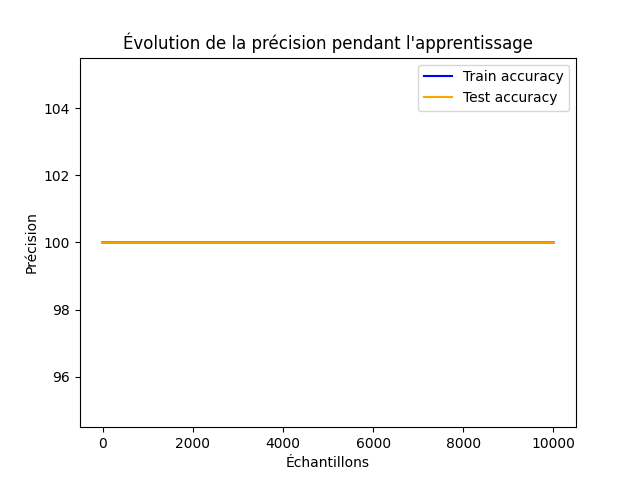 Évolution de la précision pendant l'apprentissage
Train accuracy
Test accuracy
104
102
100
98
96
Précision
0 2000 4000 6000 8000 10000
Échantillons